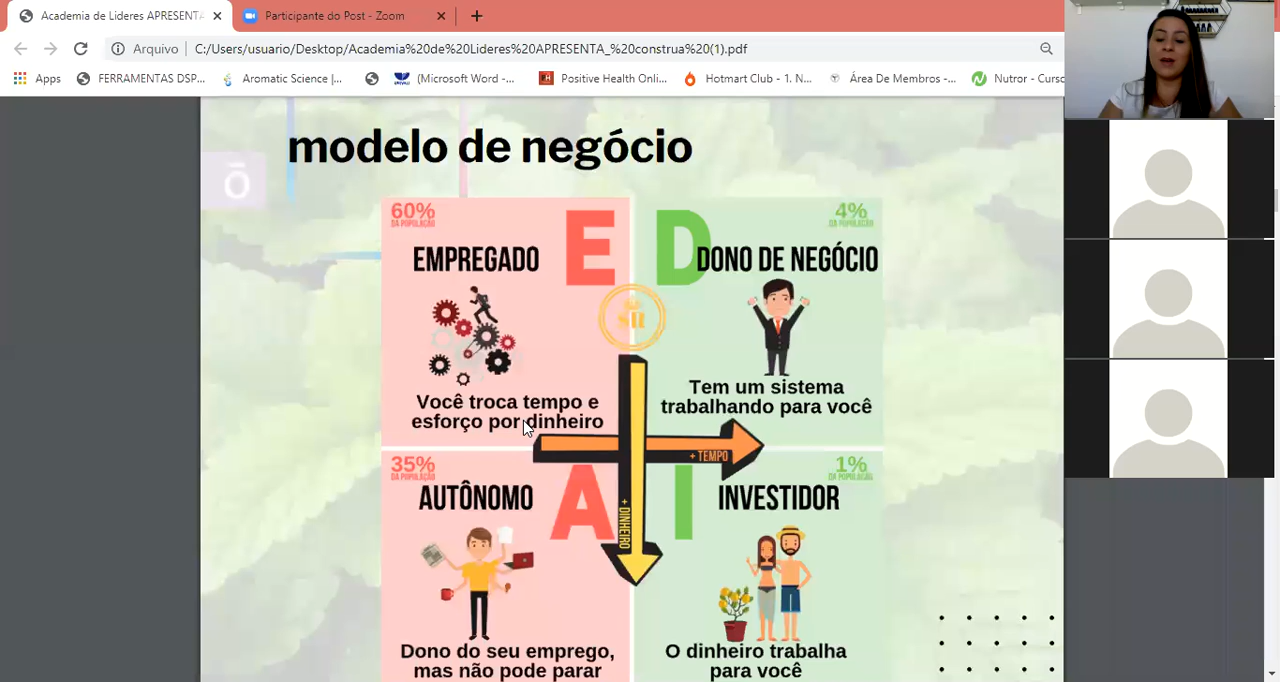 Academia de Lideres APRESENTA
Participante do Post - Zoom
Arquivo
C:/Users/usuario/Desktop/Academia%20de%20Lideres%20APRESENTA_%20construa%20(1).pdf
Apps
FERRAMENTAS DSP...
Aromatic Science |...
(Microsoft Word -...
Positive Health Onli...
Hotmart Club - 1. N...
Área De Membros -...
Nutror - Curso
modelo de negócio
60%
DA POPULAÇÃO
EMPREGADO
E
Você troca tempo e
esforço por dinheiro
4%
DA POPULAÇÃO
D
DONO DE NEGÓCIO
Tem um sistema
trabalhando para você
SR
+ TEMPO
+ DINHEIRO
35%
DA POPULAÇÃO
AUTÔNOMO
A
Dono do seu emprego,
mas não pode parar
1%
DA POPULAÇÃO
I
INVESTIDOR
O dinheiro trabalha
para você